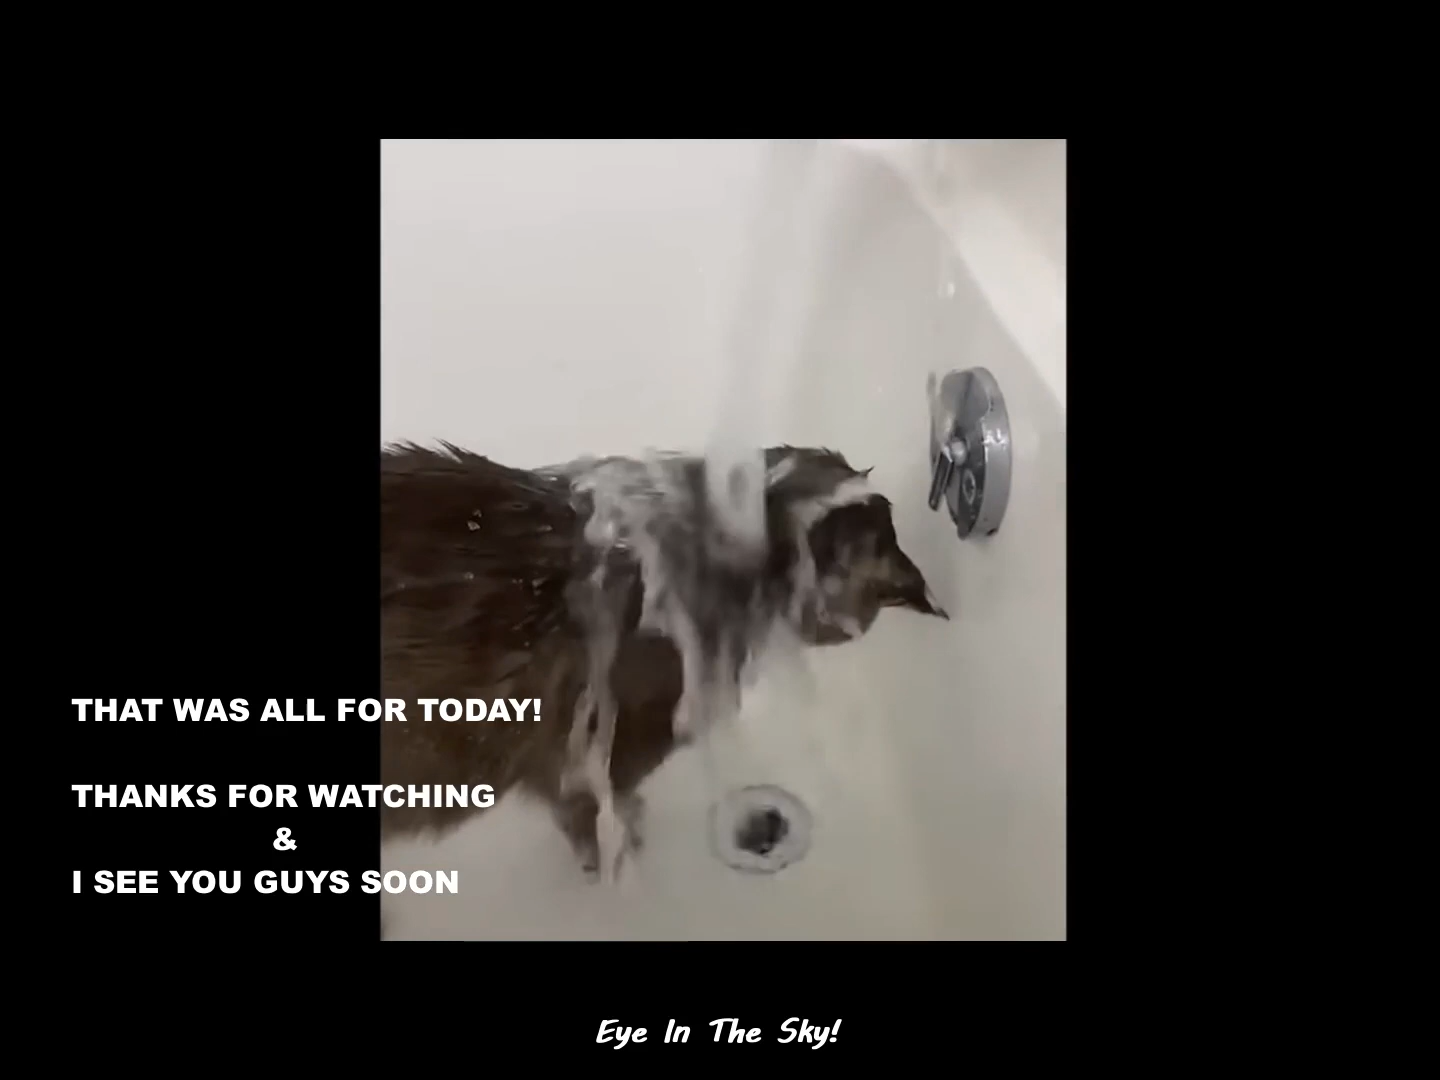 THAT WAS ALL FOR TODAY!
THANKS FOR WATCHING
&
I SEE YOU GUYS SOON
Eye In The Sky!